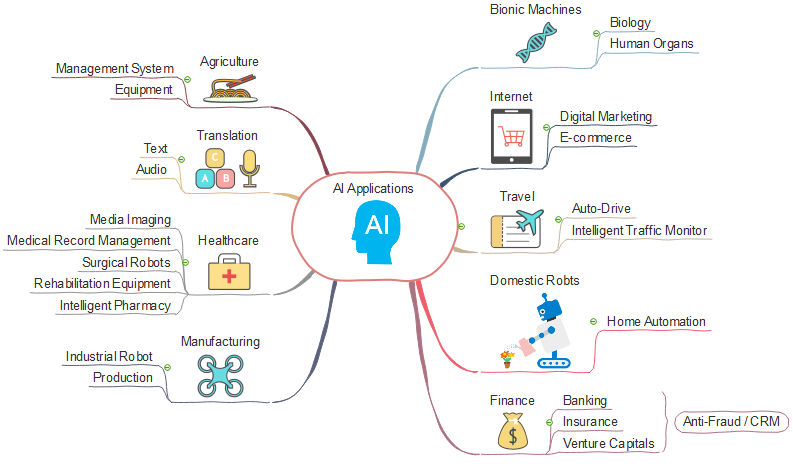 AI Applications
AI
Agriculture
Management System
Equipment
Translation
Text
Audio
C
A
B
Healthcare
Media Imaging
Medical Record Management
Surgical Robots
Rehabilitation Equipment
Intelligent Pharmacy
Manufacturing
Industrial Robot
Production
Bionic Machines
Biology
Human Organs
Internet
Digital Marketing
E-commerce
Travel
Auto-Drive
Intelligent Traffic Monitor
Domestic Robts
Home Automation
Finance
$
Banking
Insurance
Venture Capitals
Anti-Fraud / CRM